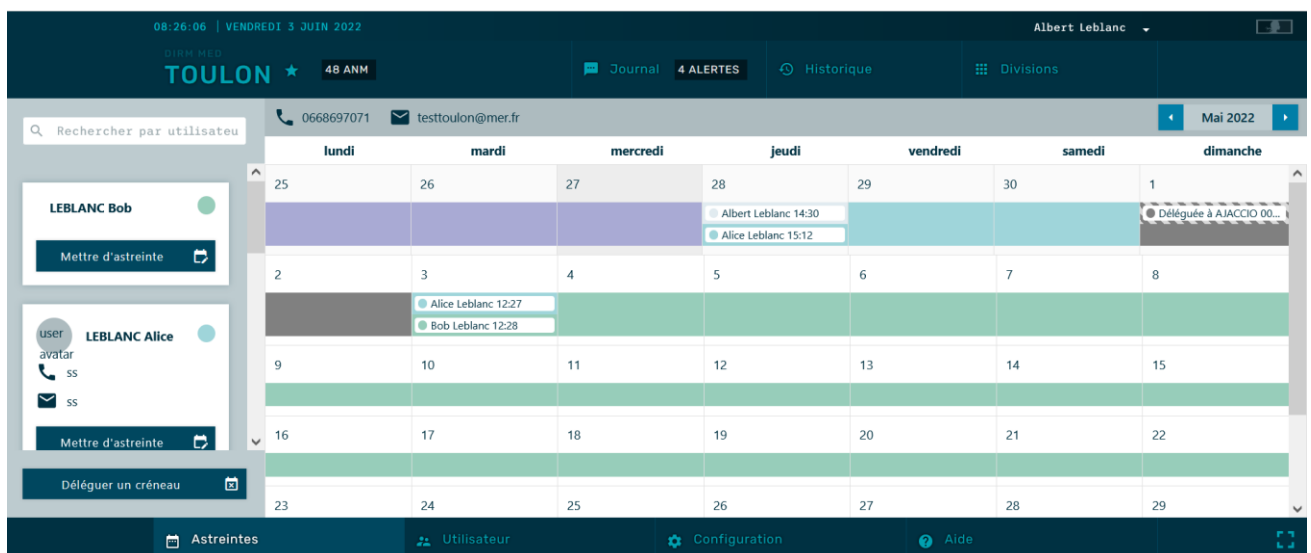 08:26:06 | VENDREDI 3 JUIN 2022
Albert Leblanc
DIRM MED
TOULON ★ 48 ANM
Journal 4 ALERTES
Historique
Divisions
Rechercher par utilisateu
0668697071 testtoulon@mer.fr
Mai 2022
lundi mardi mercredi jeudi vendredi samedi dimanche
LEBLANC Bob
Mettre d'astreinte
user avatar
LEBLANC Alice
ss
ss
Mettre d'astreinte
Déléguer un créneau
25 26 27 28 29 30 1
Albert Leblanc 14:30
Déléguée à AJACCIO 00...
Alice Leblanc 15:12
2 3 4 5 6 7 8
Alice Leblanc 12:27
Bob Leblanc 12:28
9 10 11 12 13 14 15
16 17 18 19 20 21 22
23 24 25 26 27 28 29
Astreintes Utilisateur Configuration Aide